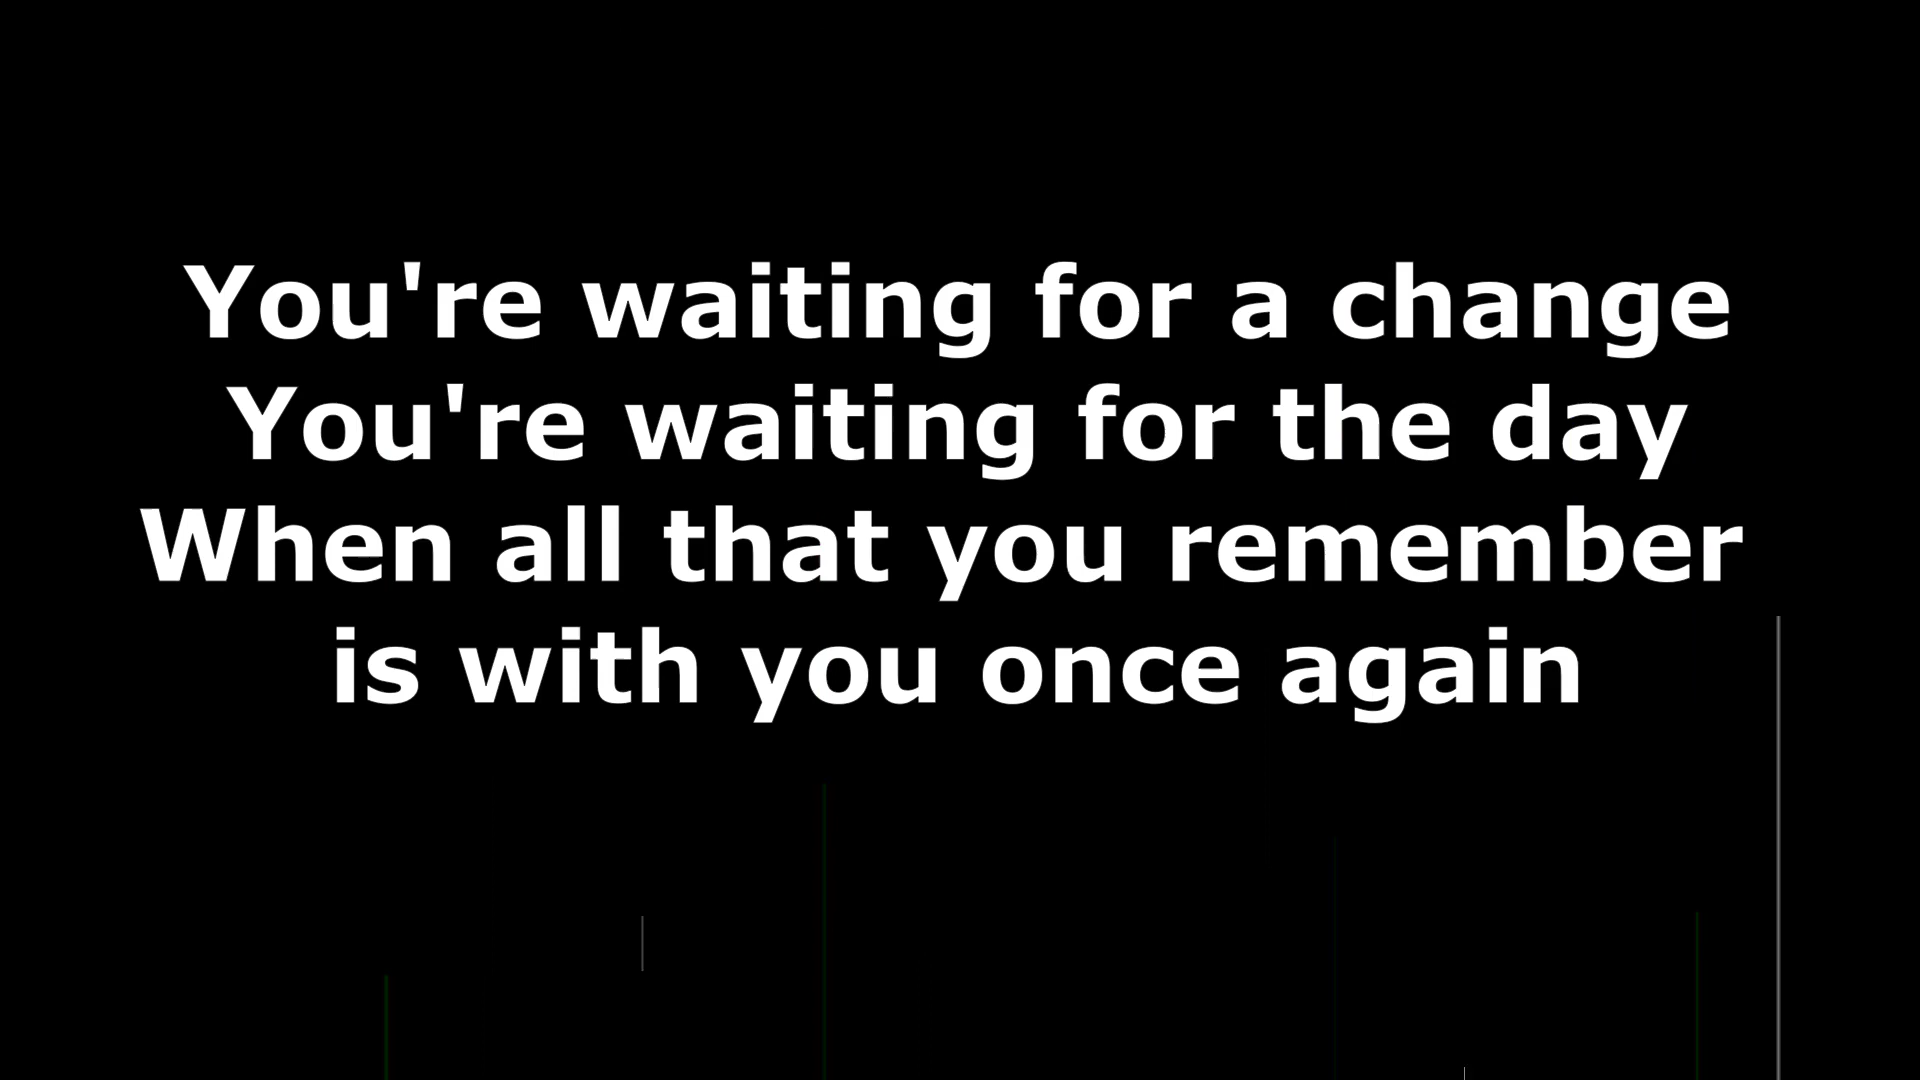 You're waiting for a change
You're waiting for the day
When all that you remember
is with you once again